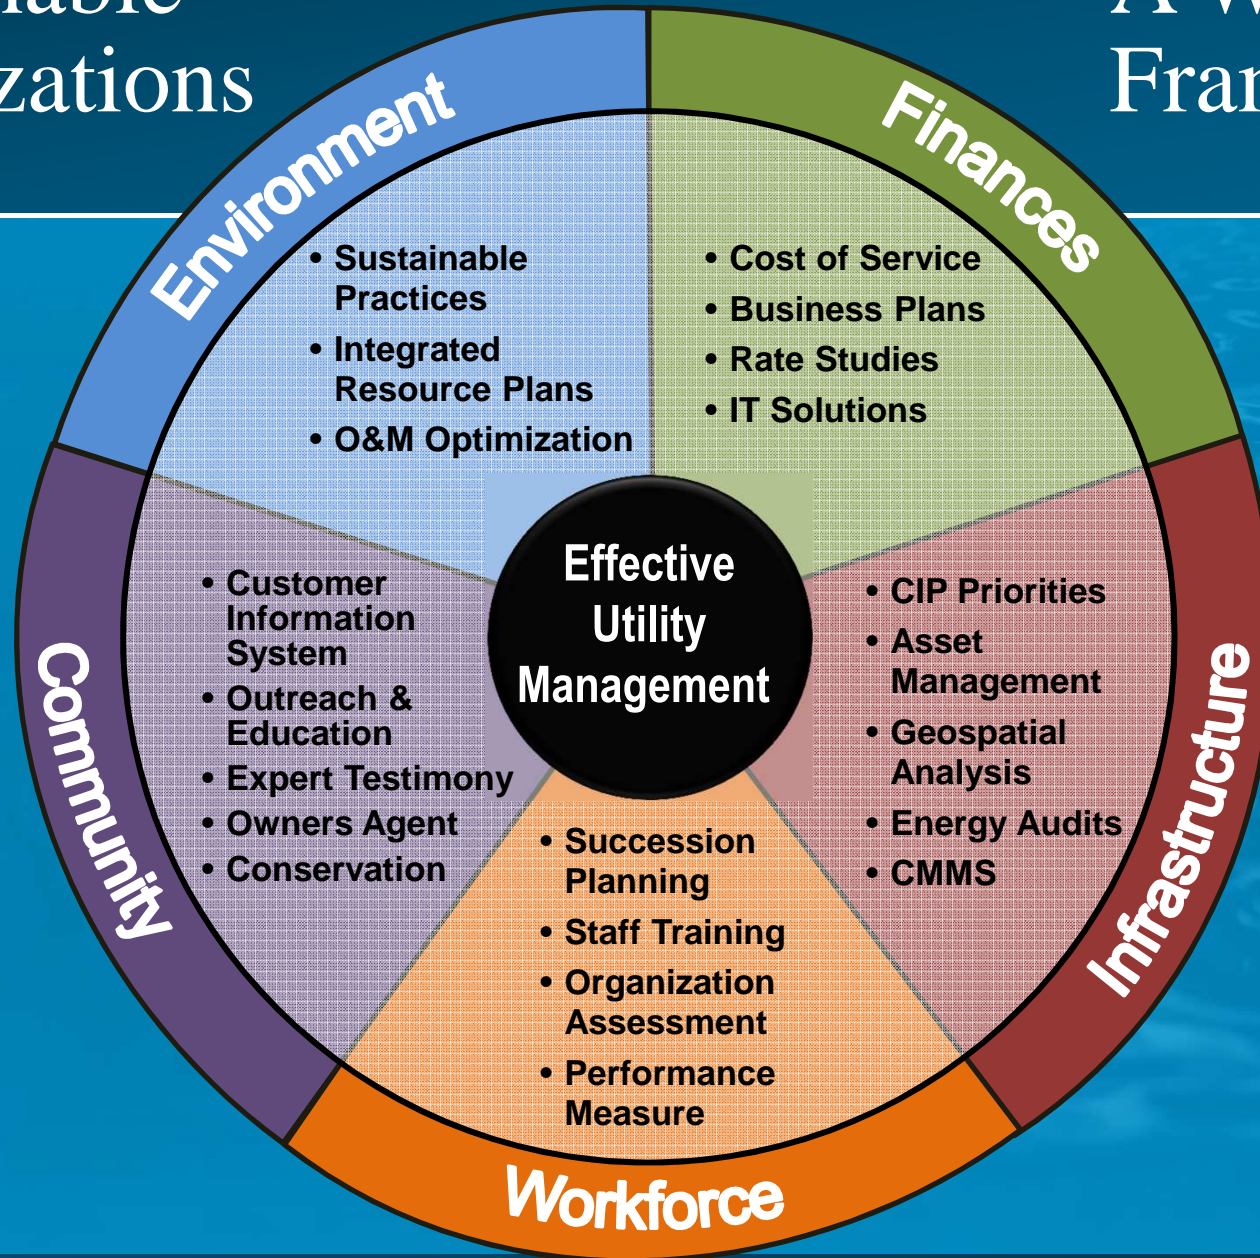 zations
Environment
• Sustainable
Practices
• Integrated
Resource Plans
• O&M Optimization
Finances
• Cost of Service
• Business Plans
• Rate Studies
• IT Solutions
Effective
Utility
Management
Community
• Customer
Information
System
• Outreach &
Education
• Expert Testimony
• Owners Agent
• Conservation
Infrastructure
• CIP Priorities
• Asset
Management
• Geospatial
Analysis
• Energy Audits
• CMMS
• Succession
Planning
• Staff Training
• Organization
Assessment
• Performance
Measure
Workforce